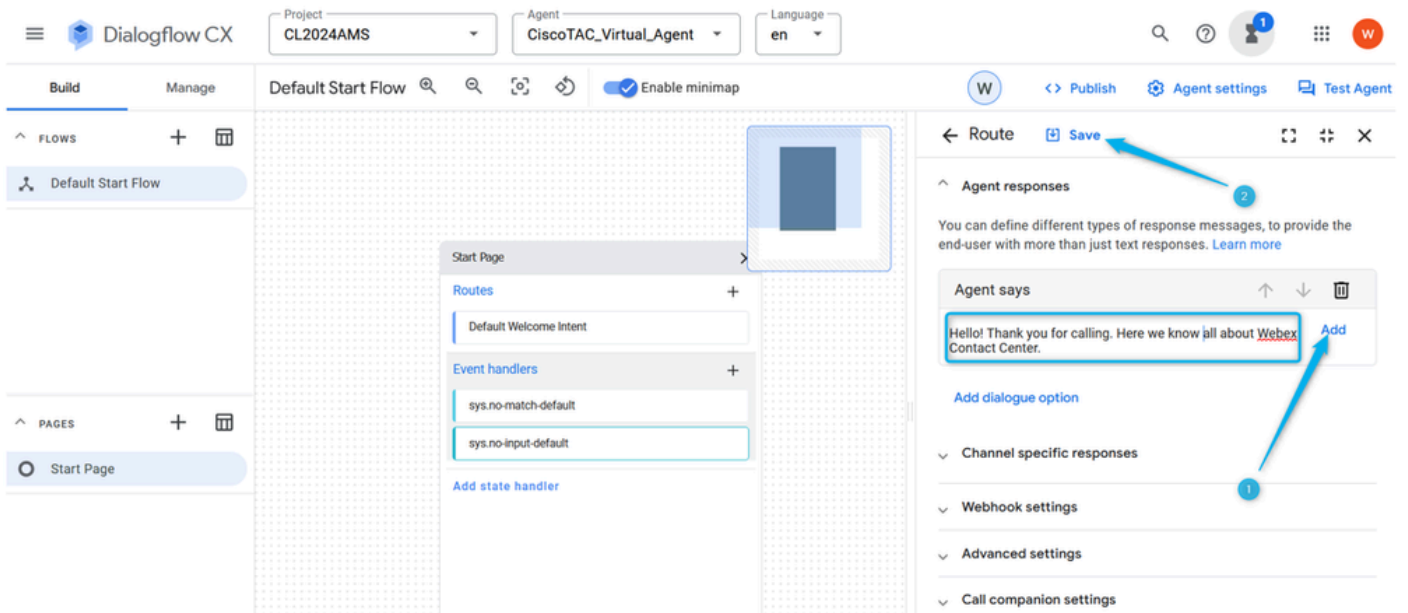 Dialogflow CX
Project
CL2024AMS
Agent
CiscoTAC_Virtual_Agent
Language
en
1
W
Build
Manage
Default Start Flow
Enable minimap
W
Publish
Agent settings
Test Agent
FLOWS
Default Start Flow
PAGES
Start Page
Start Page
Routes
Default Welcome Intent
Event handlers
sys.no-match-default
sys.no-input-default
Add state handler
Route
Save
2
Agent responses
You can define different types of response messages, to provide the
end-user with more than just text responses. Learn more
Agent says
Hello! Thank you for calling. Here we know all about Webex
Contact Center.
Add
Add dialogue option
1
Channel specific responses
Webhook settings
Advanced settings
Call companion settings